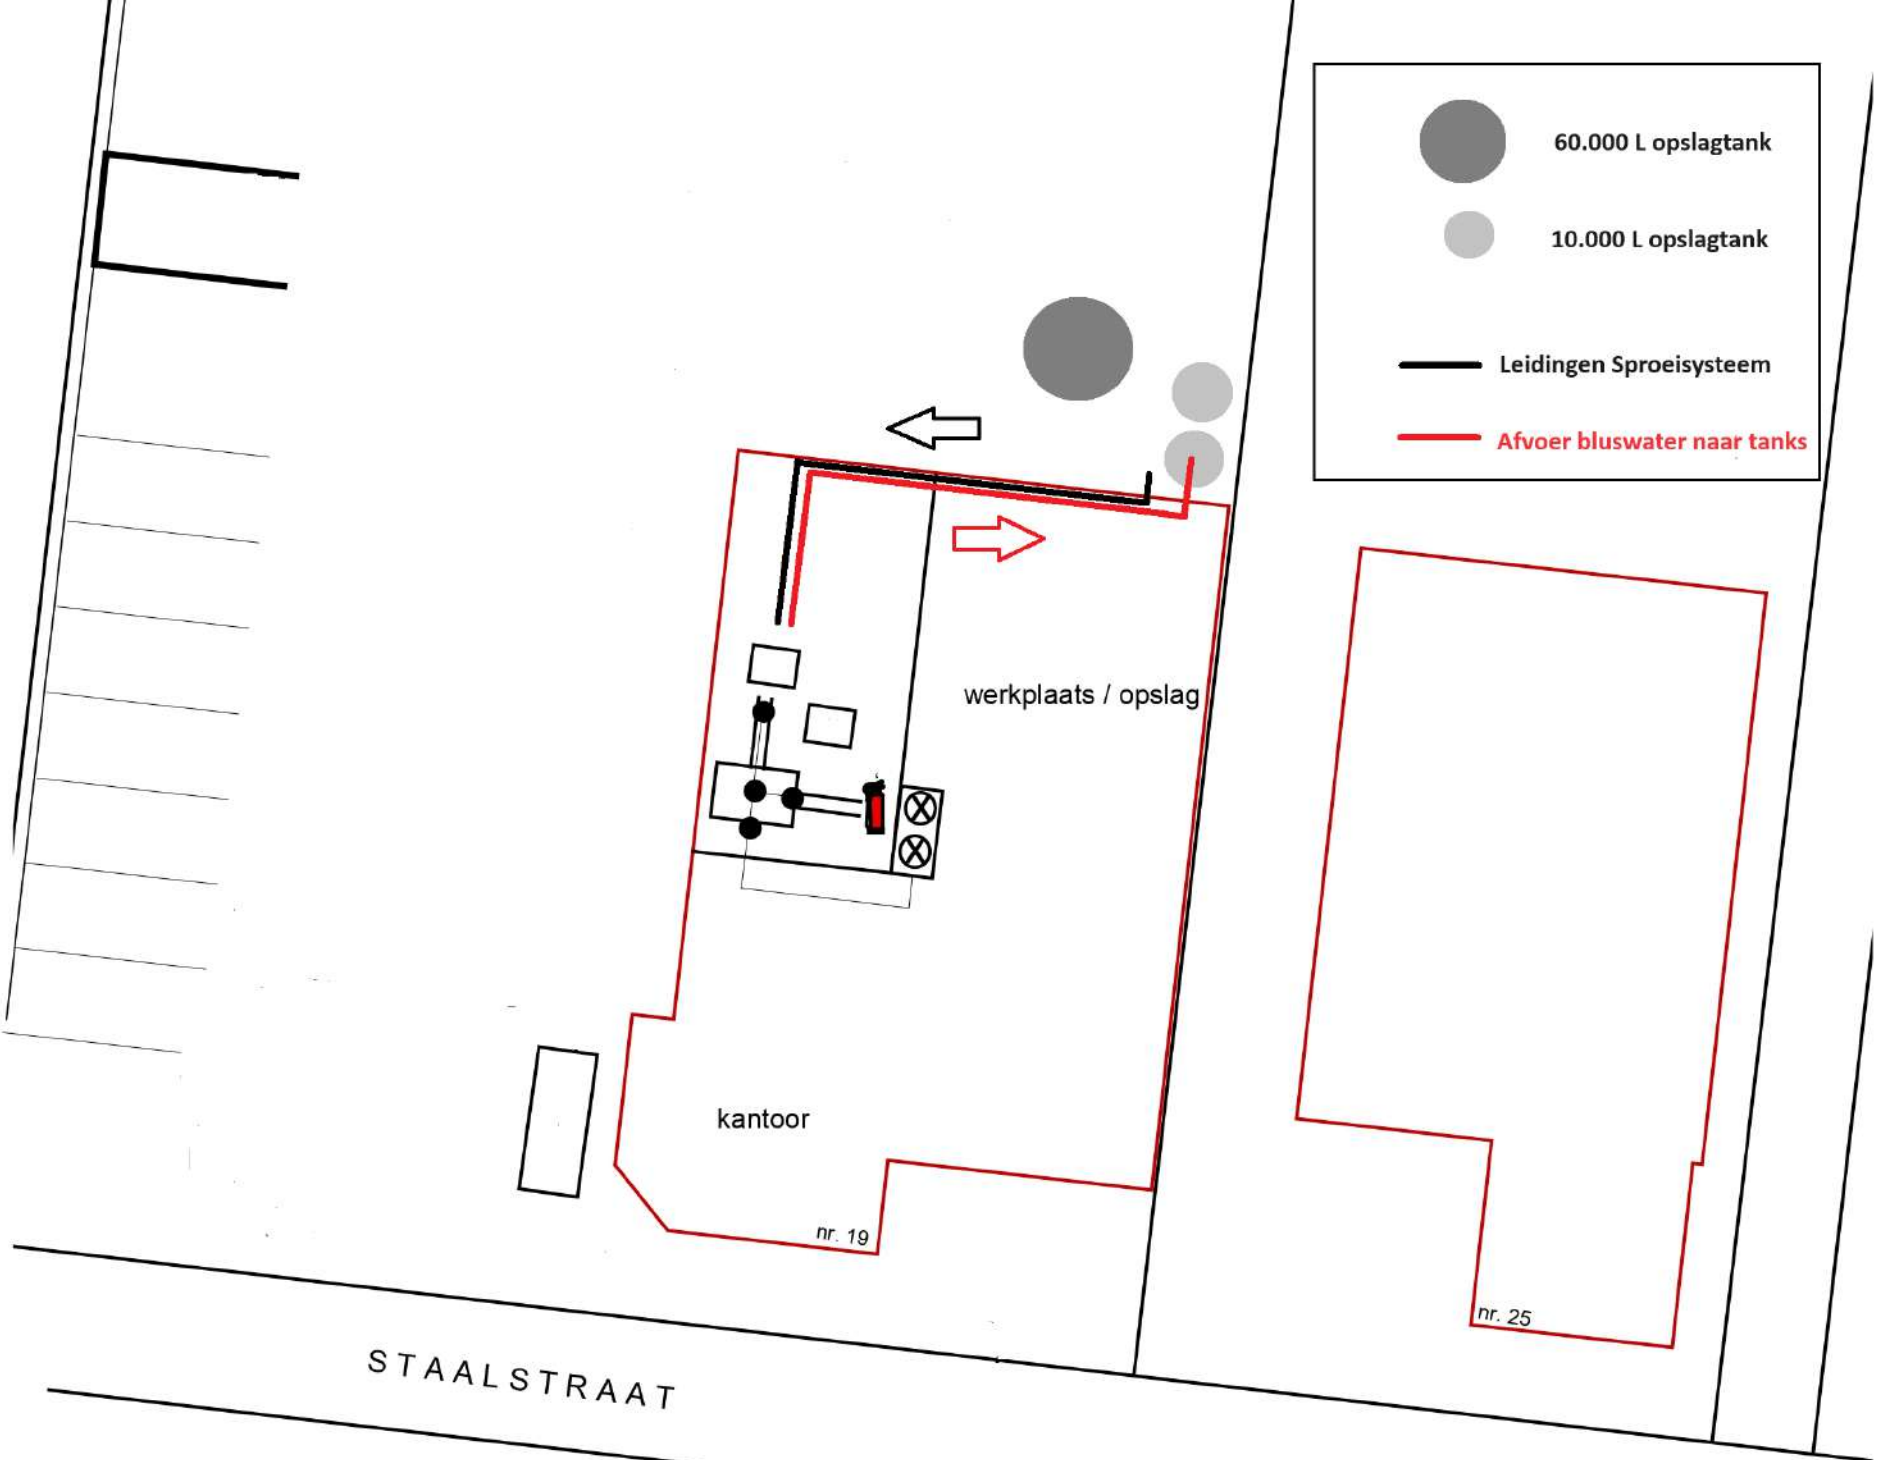 60.000 L opslagtank
10.000 L opslagtank
Leidingen Sproeisysteem
Afvoer bluswater naar tanks
werkplaats / opslag
kantoor
nr. 19
nr. 25
STAALSTRAAT